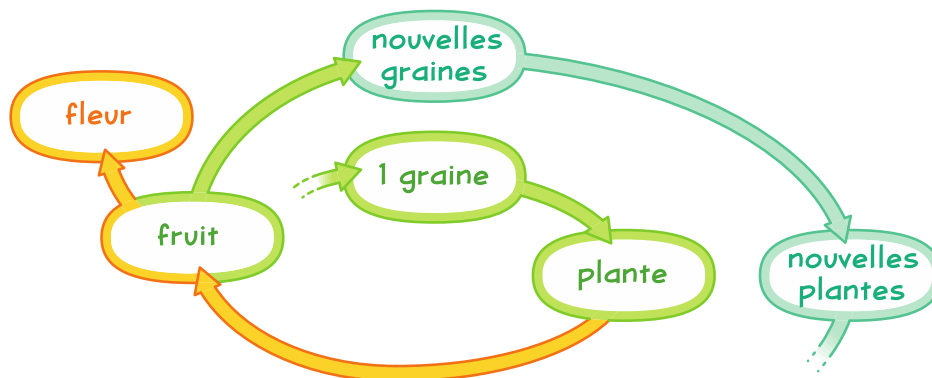 nouvelles
graines
fleur
1 graine
fruit
plante
nouvelles
plantes